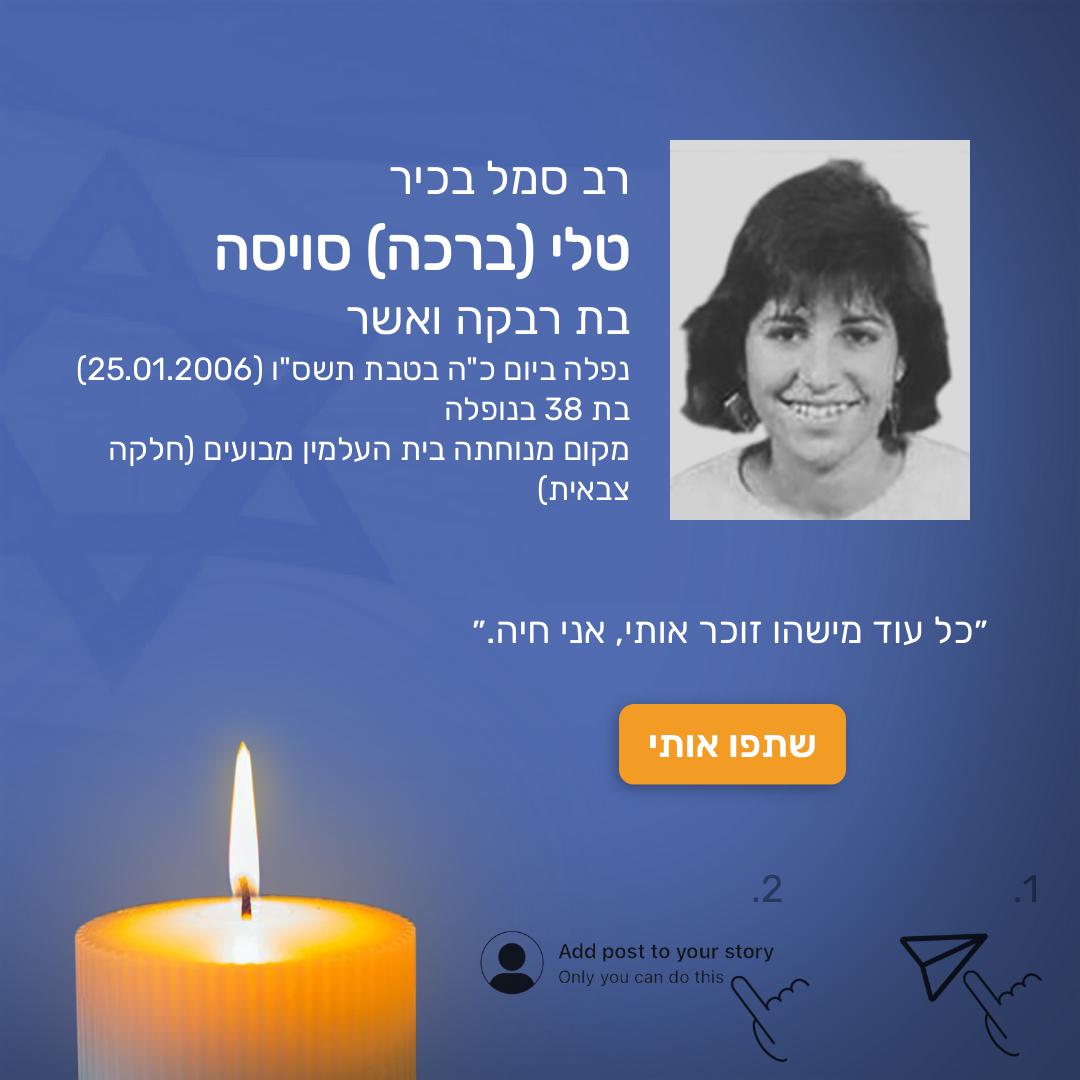 רב סמל בכיר
טלי (ברכה) סויסה
בת רבקה ואשר
נפלה ביום כ"ה בטבת תשס"ו (25.01.2006)
בת 38 בנופלה
מקום מנוחתה בית העלמין מבועים (חלקה
צבאית)
״כל עוד מישהו זוכר אותי, אני חיה.״
שתפו אותי
1.
2.
Add post to your story
Only you can do this